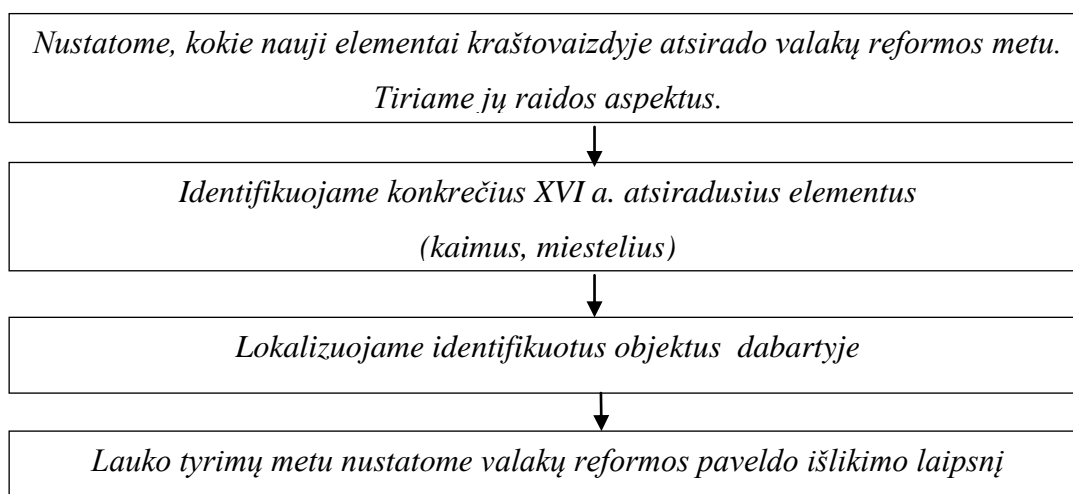 Nustatome, kokie nauji elementai kraštovaizdyje atsirado valakų reformos metu.
Tiriame jų raidos aspektus.
Identifikuojame konkrečius XVI a. atsiradusius elementus
(kaimus, miestelius)
Lokalizuojame identifikuotus objektus dabartyje
Lauko tyrimų metu nustatome valakų reformos paveldo išlikimo laipsnį